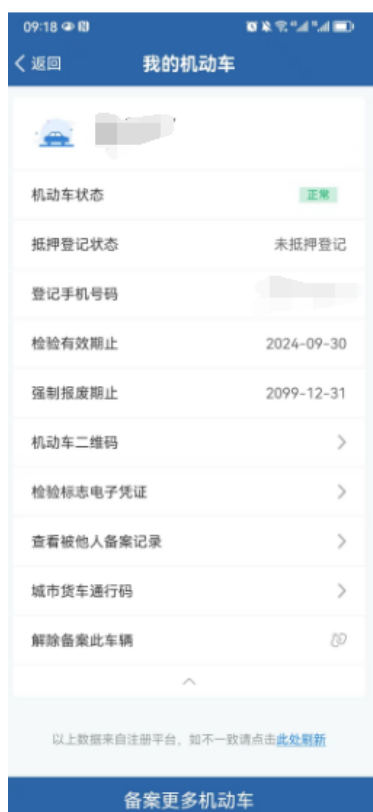 09:18
返回 我的机动车
机动车状态 正常
抵押登记状态 未抵押登记
登记手机号码
检验有效期止 2024-09-30
强制报废期止 2099-12-31
机动车二维码
检验标志电子凭证
查看被他人备案记录
城市货车通行码
解除备案此车辆
以上数据来自注册平台，如不一致请点击此处刷新
备案更多机动车